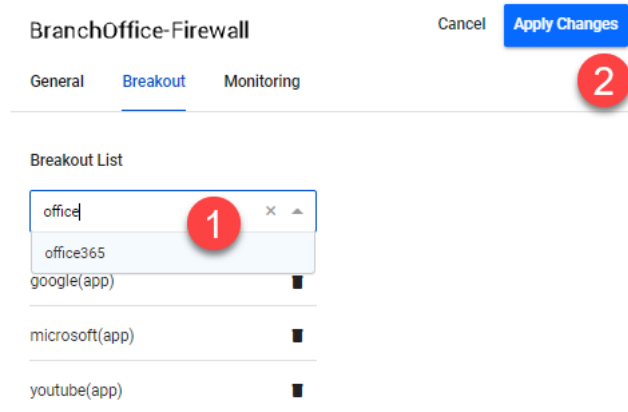 BranchOffice-Firewall Cancel Apply Changes
General Breakout Monitoring 2
Breakout List
office 1
office365
google(app)
microsoft(app)
youtube(app)